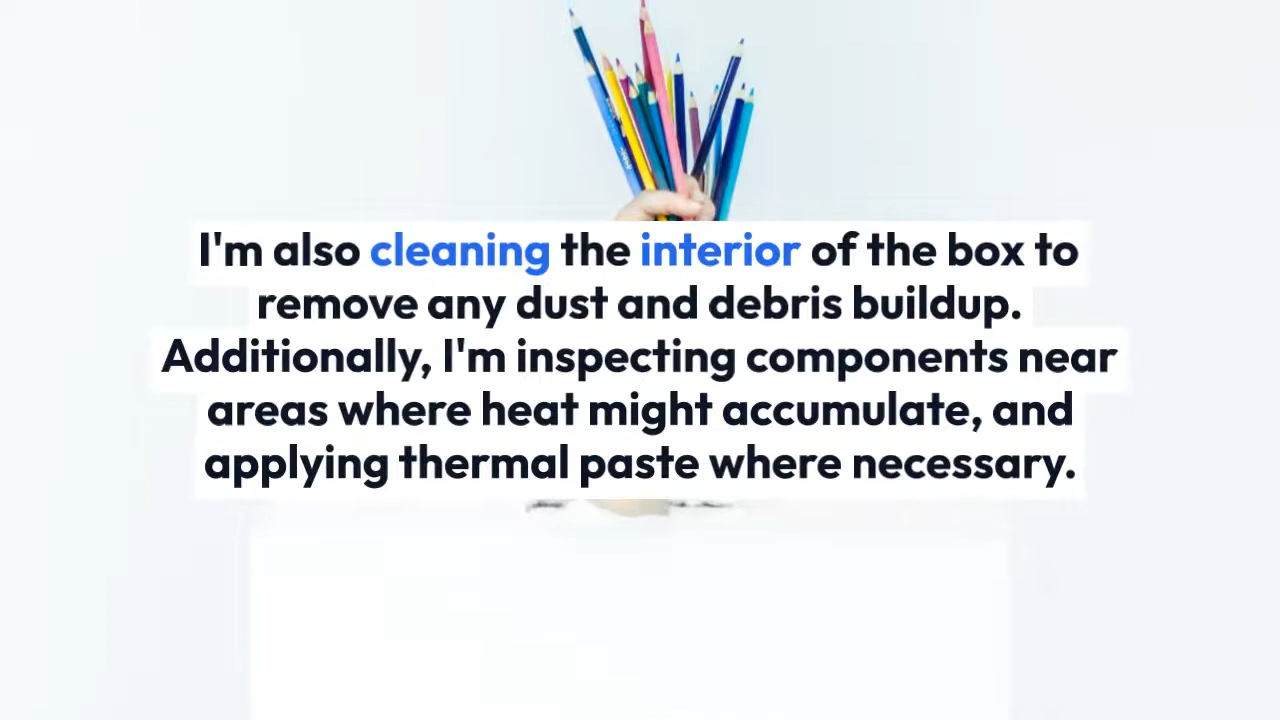 I'm also cleaning the interior of the box to
remove any dust and debris buildup.
Additionally, I'm inspecting components near
areas where heat might accumulate, and
applying thermal paste where necessary.